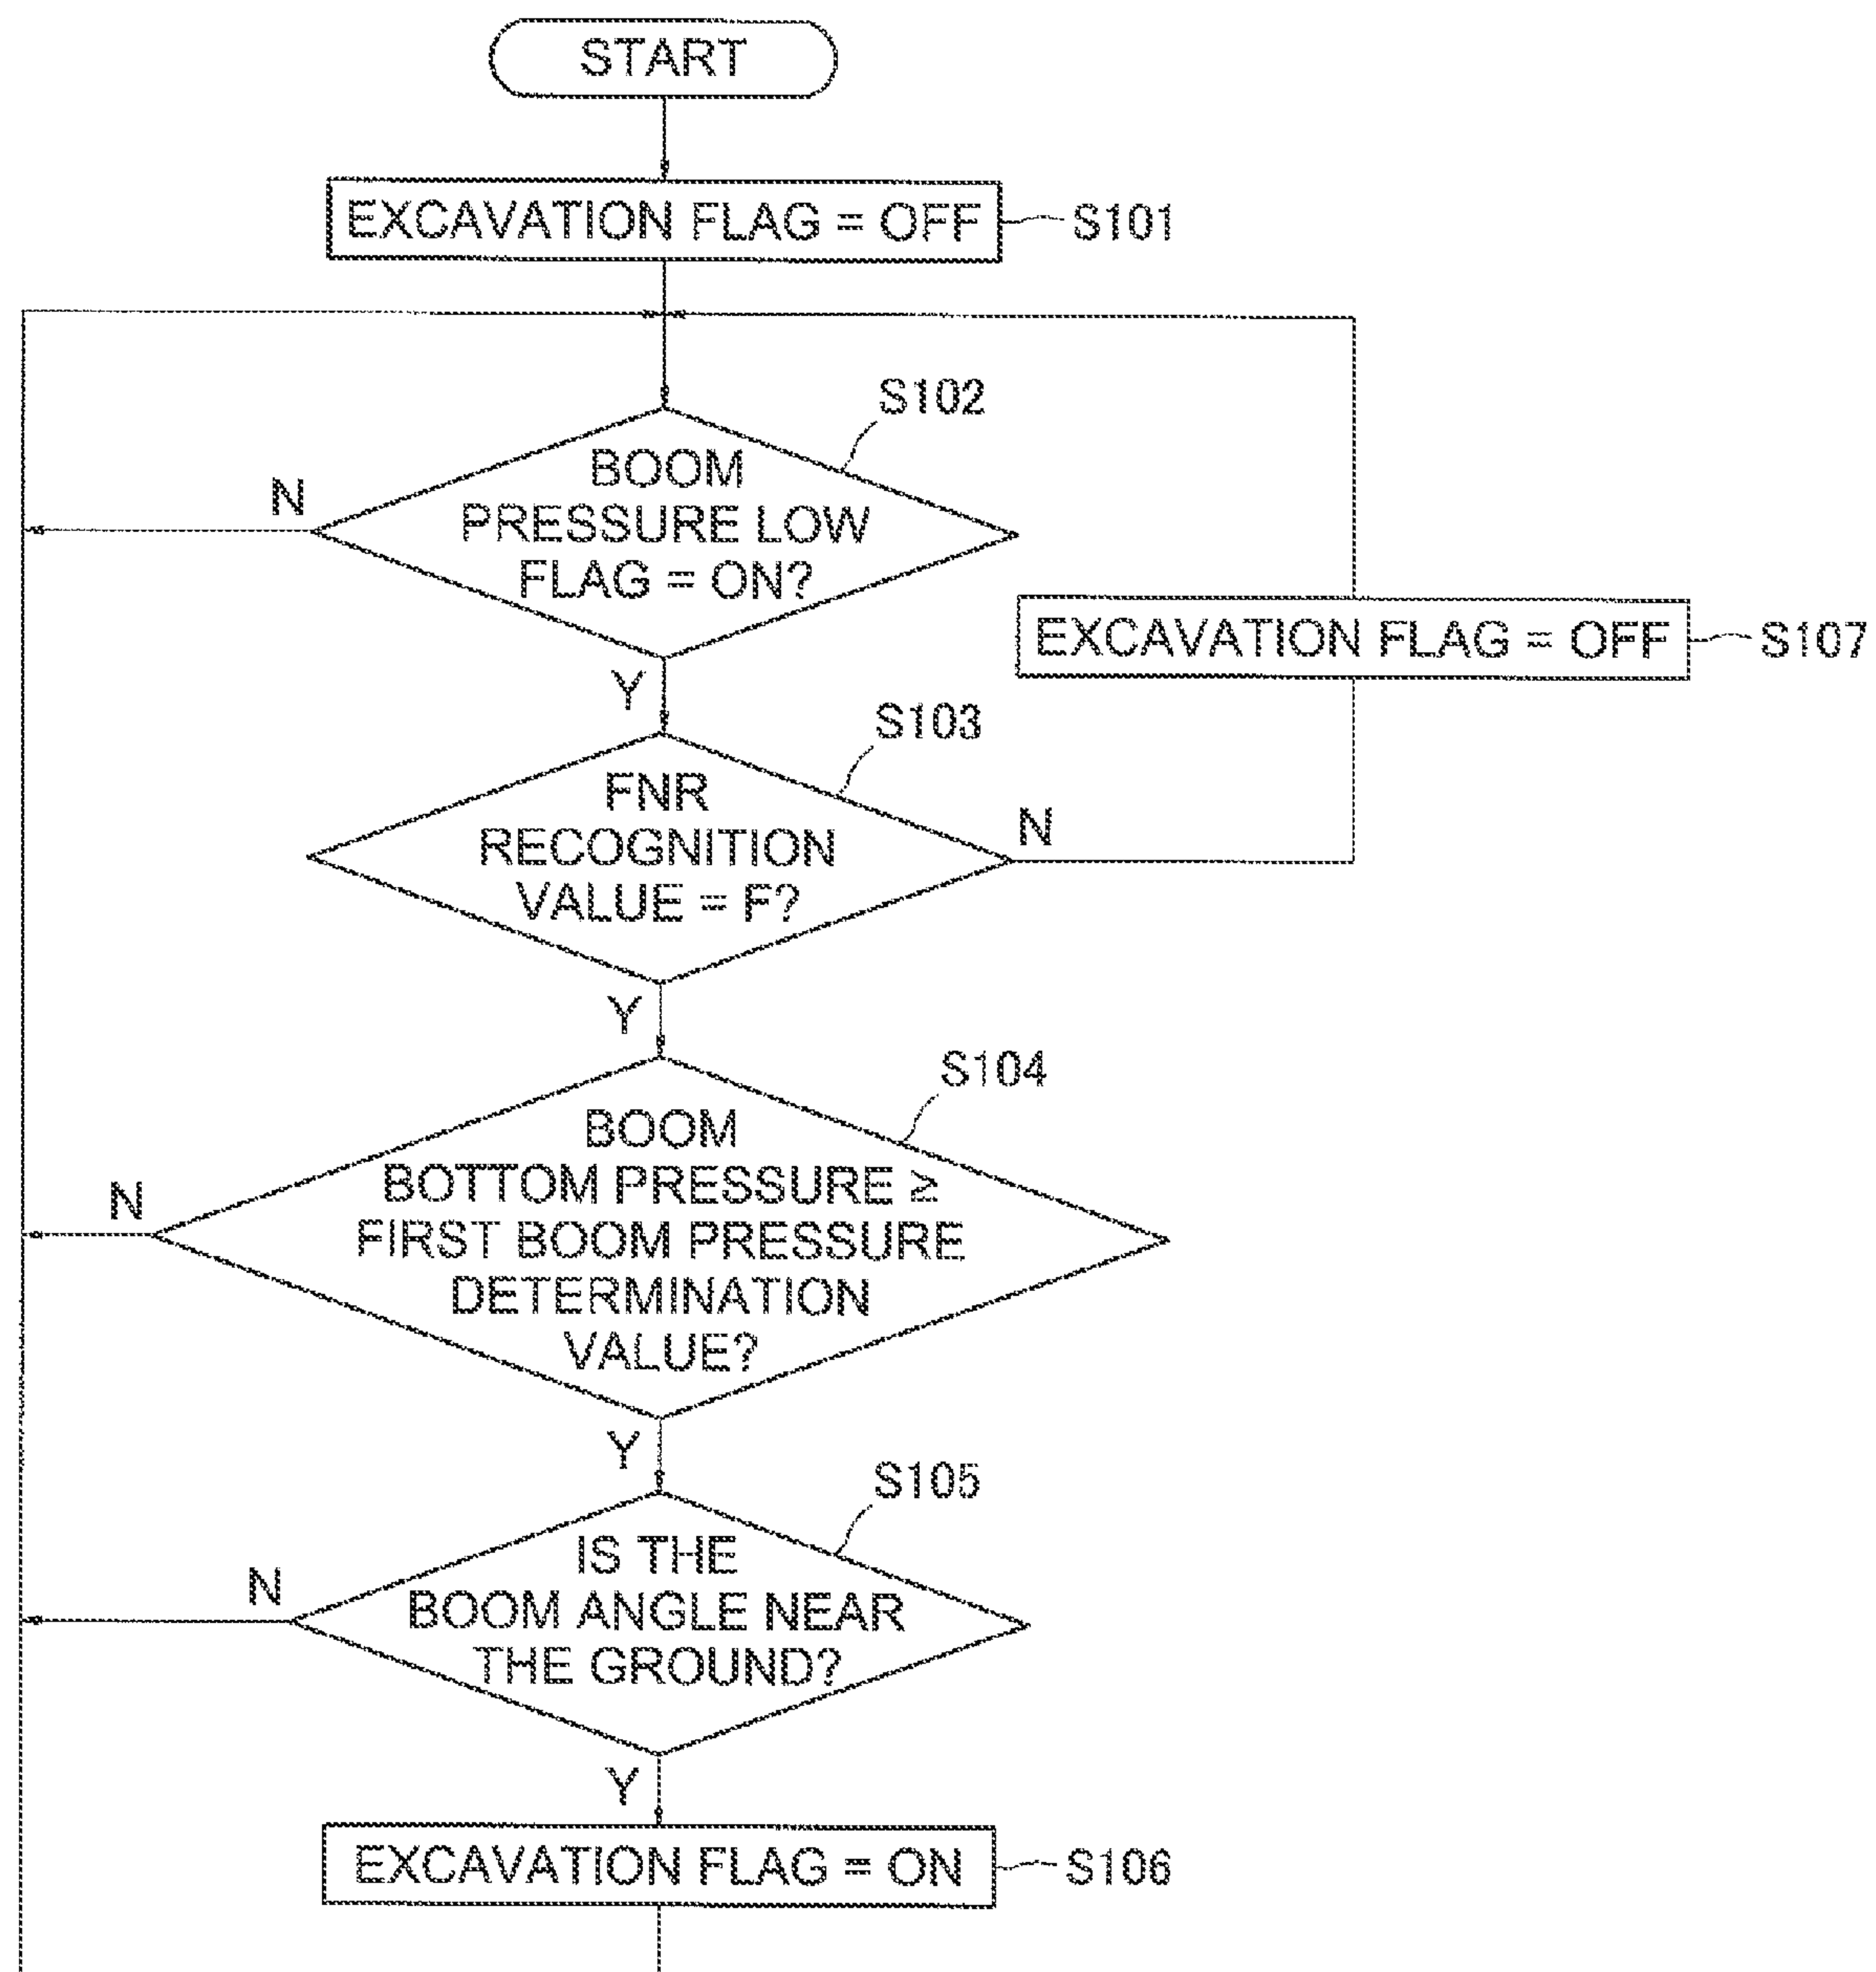 START
EXCAVATION FLAG = OFF
S101
S102
BOOM
PRESSURE LOW
FLAG = ON?
N
Y
EXCAVATION FLAG = OFF
S107
S103
FNR
RECOGNITION
VALUE = F?
N
Y
S104
BOOM
BOTTOM PRESSURE ≥
FIRST BOOM PRESSURE
DETERMINATION
VALUE?
N
Y
S105
IS THE
BOOM ANGLE NEAR
THE GROUND?
N
Y
EXCAVATION FLAG = ON
S106